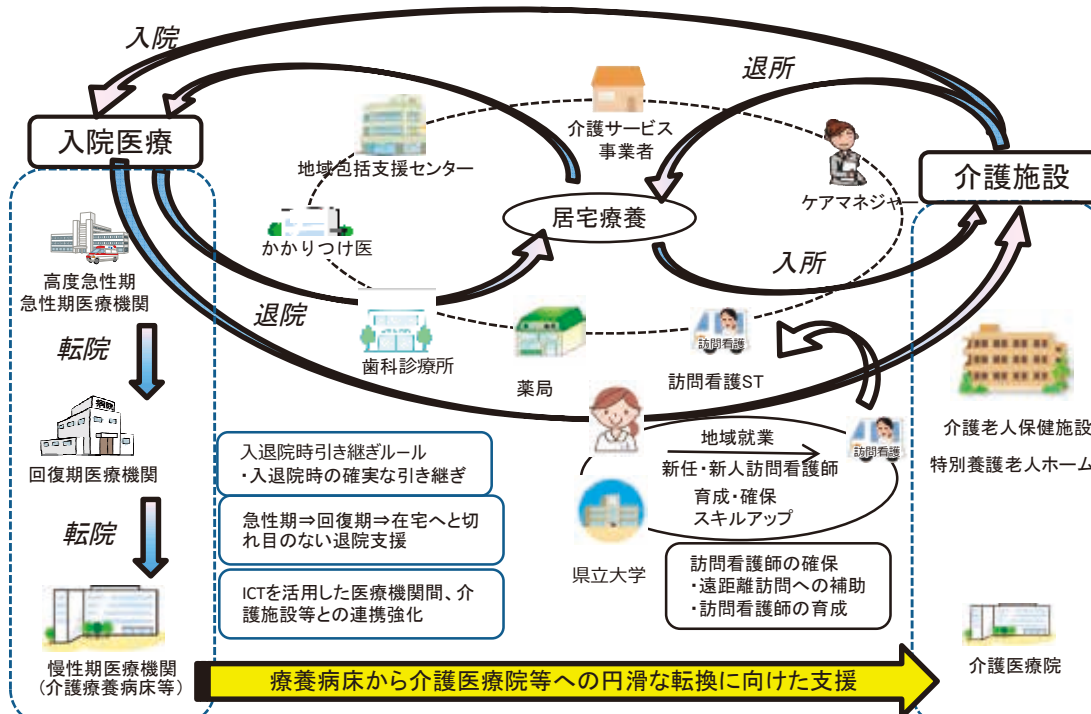 入院
退所
入院医療
地域包括支援センター
介護サービス
事業者
ケアマネジャー
介護施設
かかりつけ医
居宅療養
入所
高度急性期
急性期医療機関
退院
歯科診療所
薬局
訪問看護
訪問看護ST
転院
病院
回復期医療機関
転院
慢性期医療機関
(介護療養病床等)
入退院時引き継ぎルール
・入退院時の確実な引き継ぎ
急性期⇒回復期⇒在宅へと切
れ目のない退院支援
ICTを活用した医療機関間、介
護施設等との連携強化
地域就業
訪問看護
新任・新人訪問看護師
育成・確保
スキルアップ
県立大学
訪問看護師の確保
・遠距離訪問への補助
・訪問看護師の育成
介護老人保健施設
特別養護老人ホーム
介護医療院
療養病床から介護医療院等への円滑な転換に向けた支援